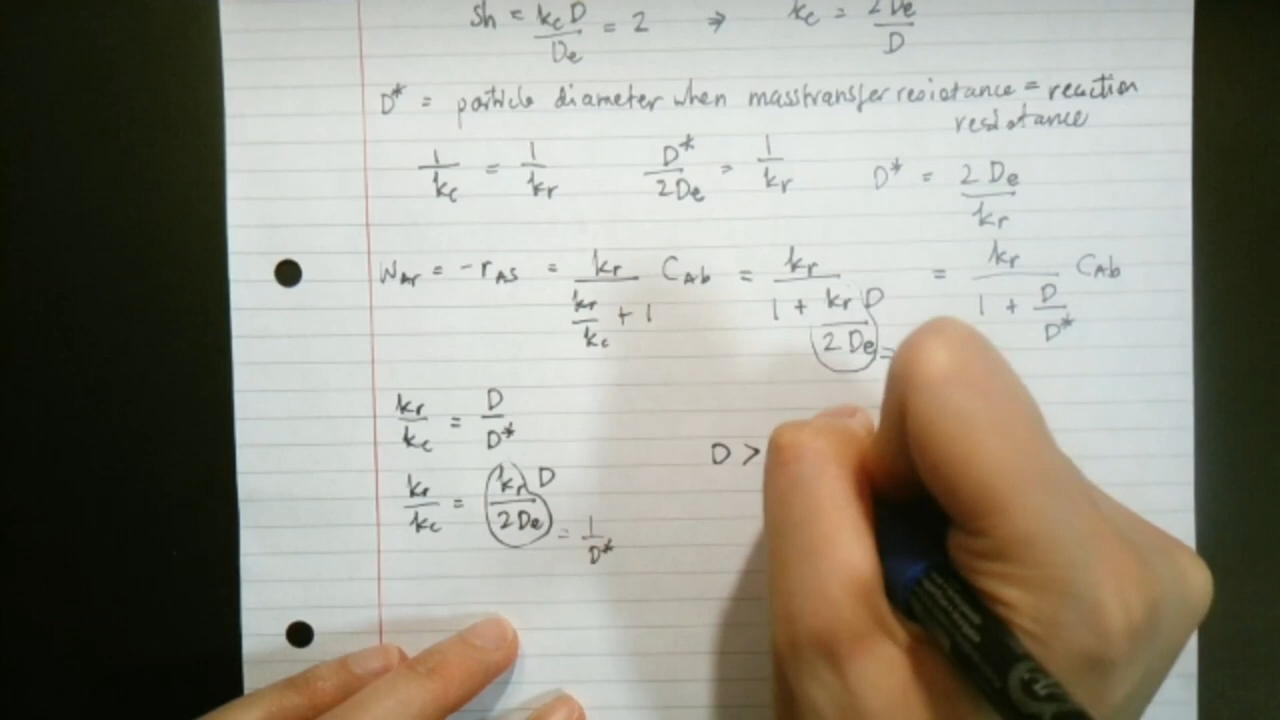 Sh = kc D / De = 2 ⇒ kc = 2De / D
D* = particle diameter when mass transfer resistance = reaction
resistance
1/kc = 1/kr D*/2De = 1/kr D* = 2De/kr
WAr = -rAS = kr / (kr/kc + 1) CAb = kr / (1 + kr D/2De) = kr / (1 + D/D*) CAb
=
kr/kc = D/D*
D >
kr/kc = kr D/2De = 1/D*